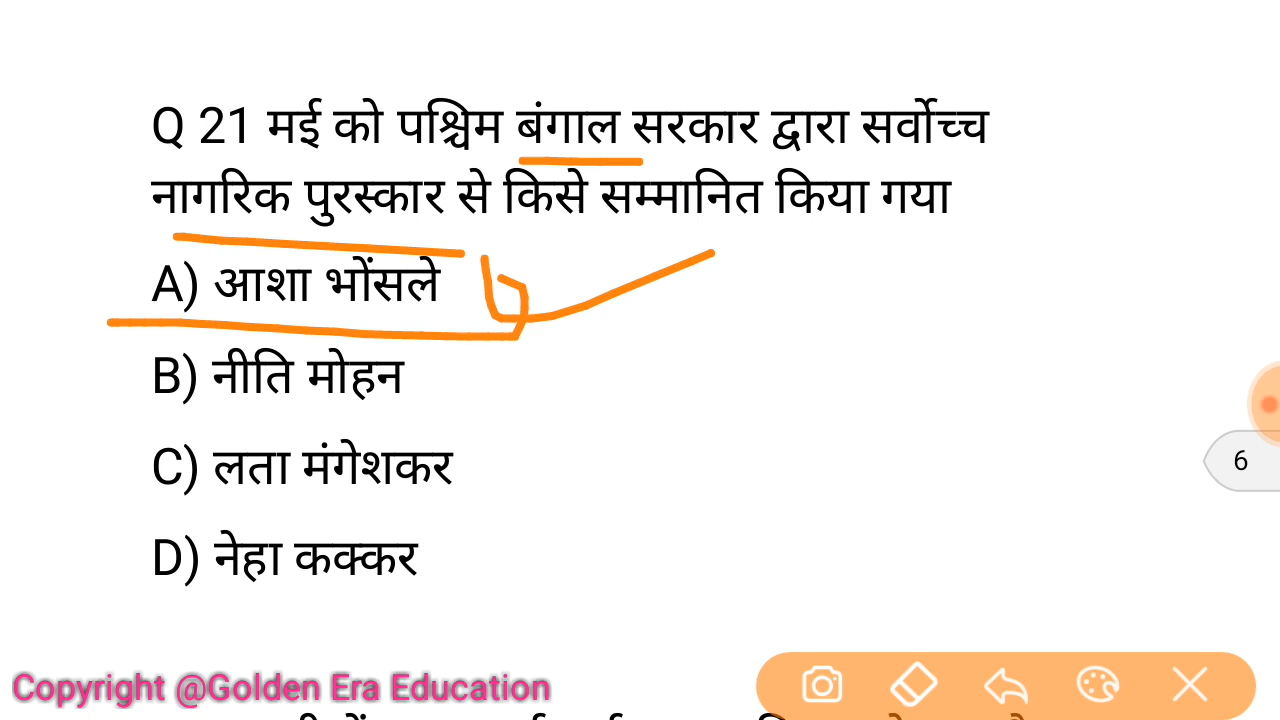 Q 21 मई को पश्चिम बंगाल सरकार द्वारा सर्वोच्च
नागरिक पुरस्कार से किसे सम्मानित किया गया
A) आशा भोंसले
B) नीति मोहन
C) लता मंगेशकर
6
D) नेहा कक्कर
Copyright @Golden Era Education